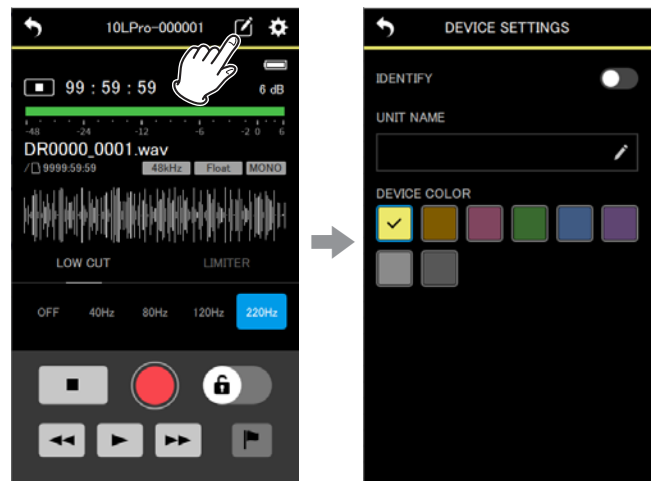 10LPro-000001
99 : 59 : 59
6 dB
-48 -24 -12 -6 -2 0 6
DR0000_0001.wav
/ 9999:59:59 48kHz Float MONO
LOW CUT LIMITER
OFF 40Hz 80Hz 120Hz 220Hz
DEVICE SETTINGS
IDENTIFY
UNIT NAME
DEVICE COLOR